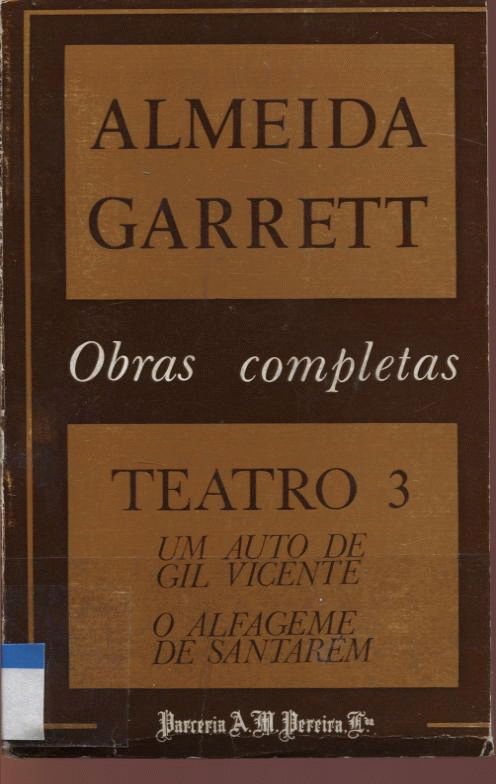 ALMEIDA
GARRETT
Obras completas
TEATRO 3
UM AUTO DE
GIL VICENTE
O ALFAGEME
DE SANTARÉM
Parceria A. M. Pereira, L.da